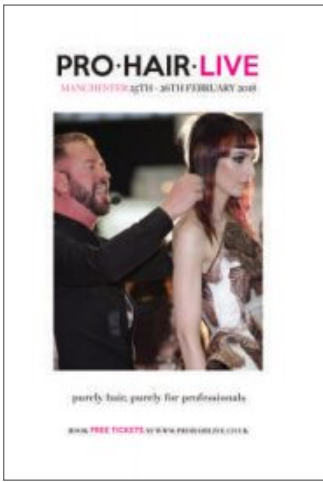 PRO·HAIR·LIVE
MANCHESTER 25TH - 26TH FEBRUARY 2018
purely hair, purely for professionals
BOOK FREE TICKETS AT WWW.PROHAIRLIVE.CO.UK